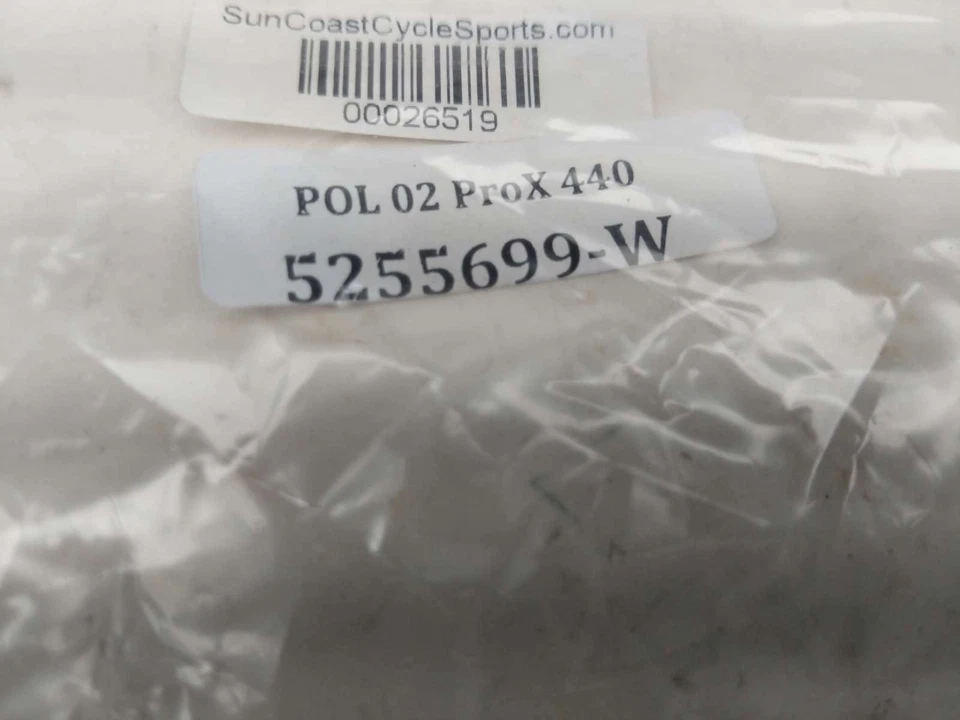 SunCoastCycleSports.com
00026519
POL 02 ProX 440
5255699-W